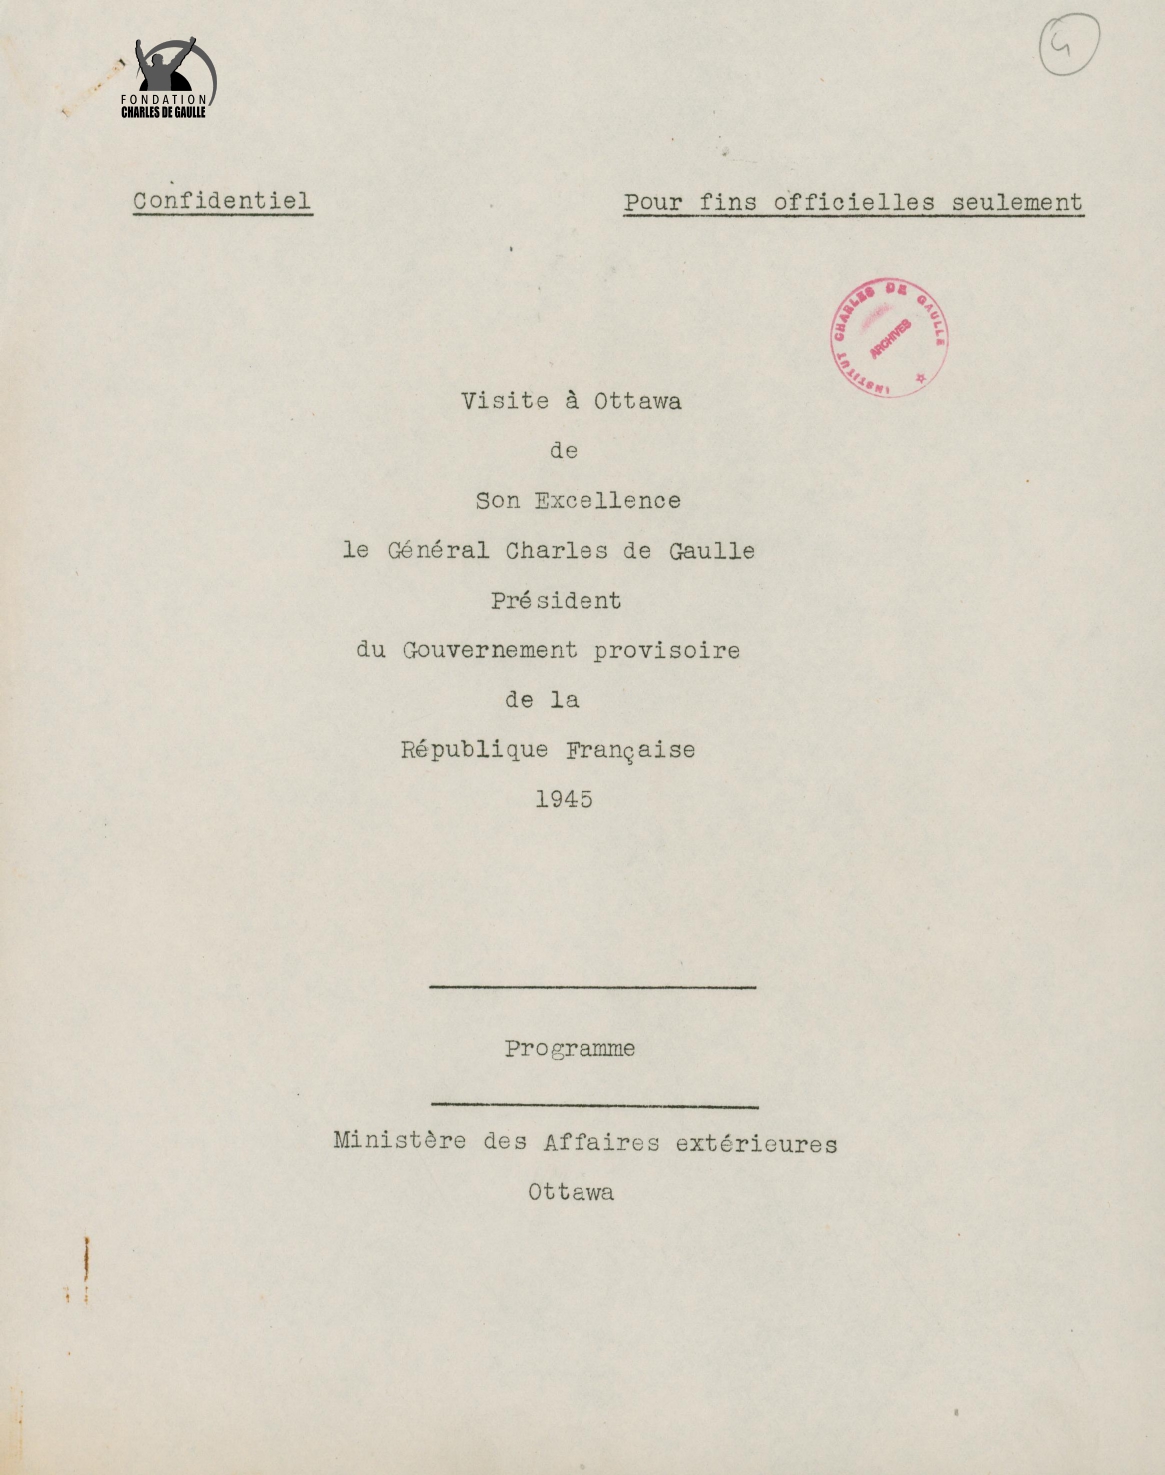 4
FONDATION
CHARLES DE GAULLE
Confidentiel Pour fins officielles seulement
INSTITUT CHARLES DE GAULLE
ARCHIVES
Visite à Ottawa
de
Son Excellence
le Général Charles de Gaulle
Président
du Gouvernement provisoire
de la
République Française
1945
Programme
Ministère des Affaires extérieures
Ottawa